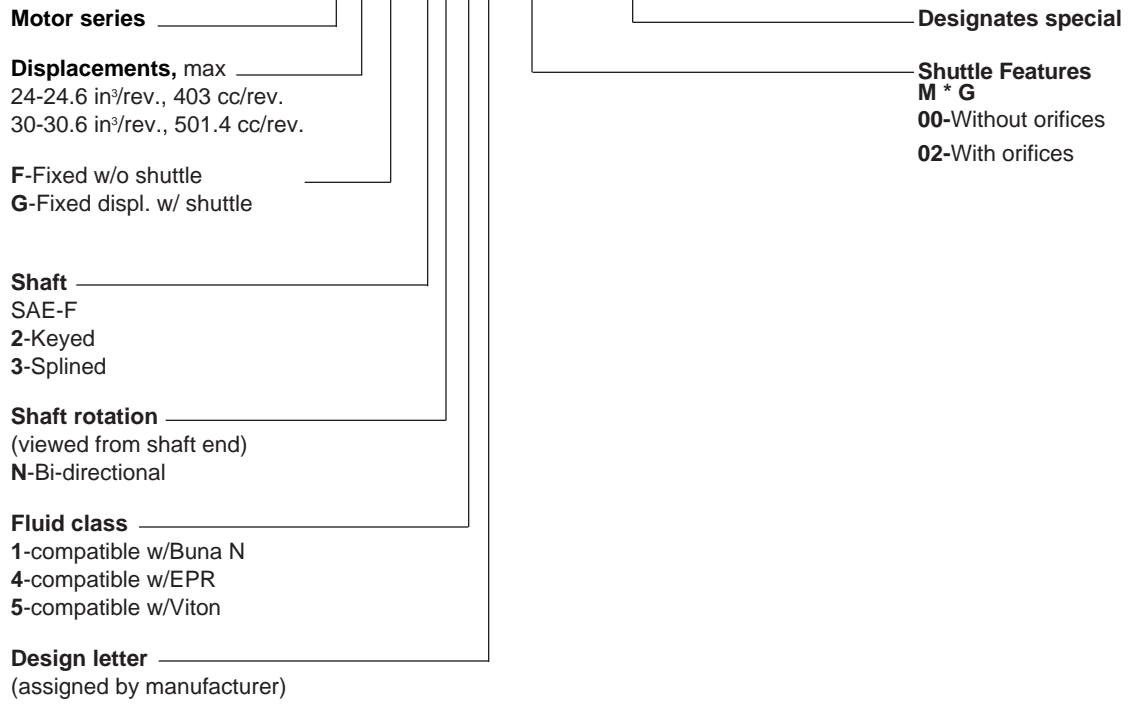 Motor series
Displacements, max
24-24.6 in³/rev., 403 cc/rev.
30-30.6 in³/rev., 501.4 cc/rev.
F-Fixed w/o shuttle
G-Fixed displ. w/ shuttle
Shaft
SAE-F
2-Keyed
3-Splined
Shaft rotation
(viewed from shaft end)
N-Bi-directional
Fluid class
1-compatible w/Buna N
4-compatible w/EPR
5-compatible w/Viton
Design letter
(assigned by manufacturer)
Designates special
Shuttle Features
M * G
00-Without orifices
02-With orifices